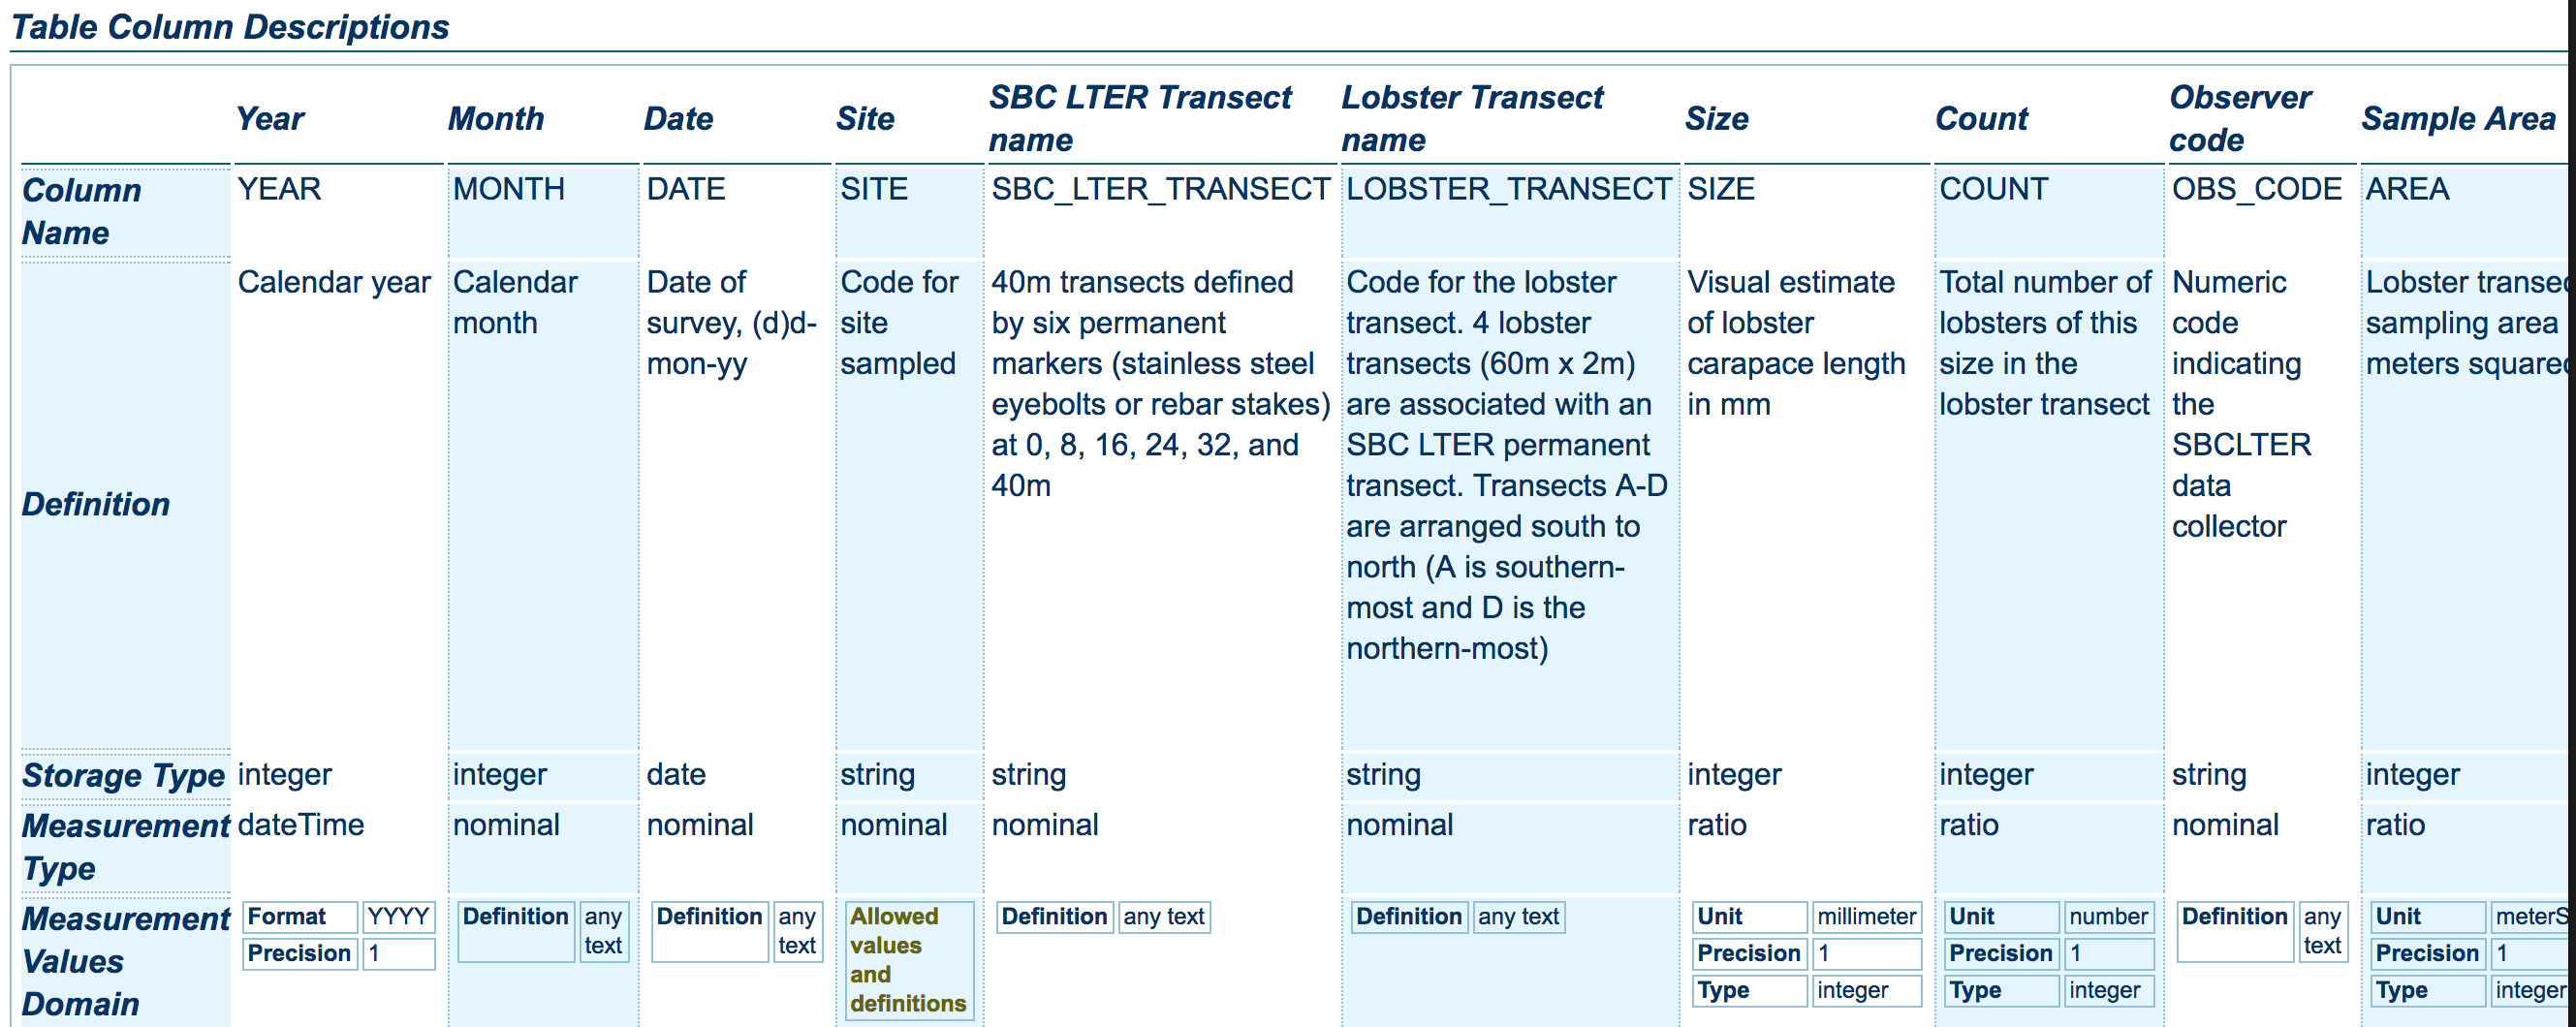 Table Column Descriptions
Year Month Date Site SBC LTER Transect name Lobster Transect name Size Count Observer code Sample Area
Column Name YEAR MONTH DATE SITE SBC_LTER_TRANSECT LOBSTER_TRANSECT SIZE COUNT OBS_CODE AREA
Definition
Calendar year
Calendar
month
Date of
survey, (d)d-
mon-yy
Code for
site
sampled
40m transects defined
by six permanent
markers (stainless steel
eyebolts or rebar stakes)
at 0, 8, 16, 24, 32, and
40m
Code for the lobster
transect. 4 lobster
transects (60m x 2m)
are associated with an
SBC LTER permanent
transect. Transects A-D
are arranged south to
north (A is southern-
most and D is the
northern-most)
Visual estimate
of lobster
carapace length
in mm
Total number of
lobsters of this
size in the
lobster transect
Numeric
code
indicating
the
SBCLTER
data
collector
Lobster
sampling area
meters
Storage Type integer integer date string string string integer integer string integer
Measurement Type dateTime nominal nominal nominal nominal nominal ratio ratio nominal ratio
Measurement
Values
Domain
Format YYYY
Precision 1
Definition any
text
Definition any
text
Allowed
values
and
definitions
Definition any text
Definition any text
Unit millimeter
Precision 1
Type integer
Unit number
Precision 1
Type integer
Definition any
text
Unit
Precision 1
Type integer